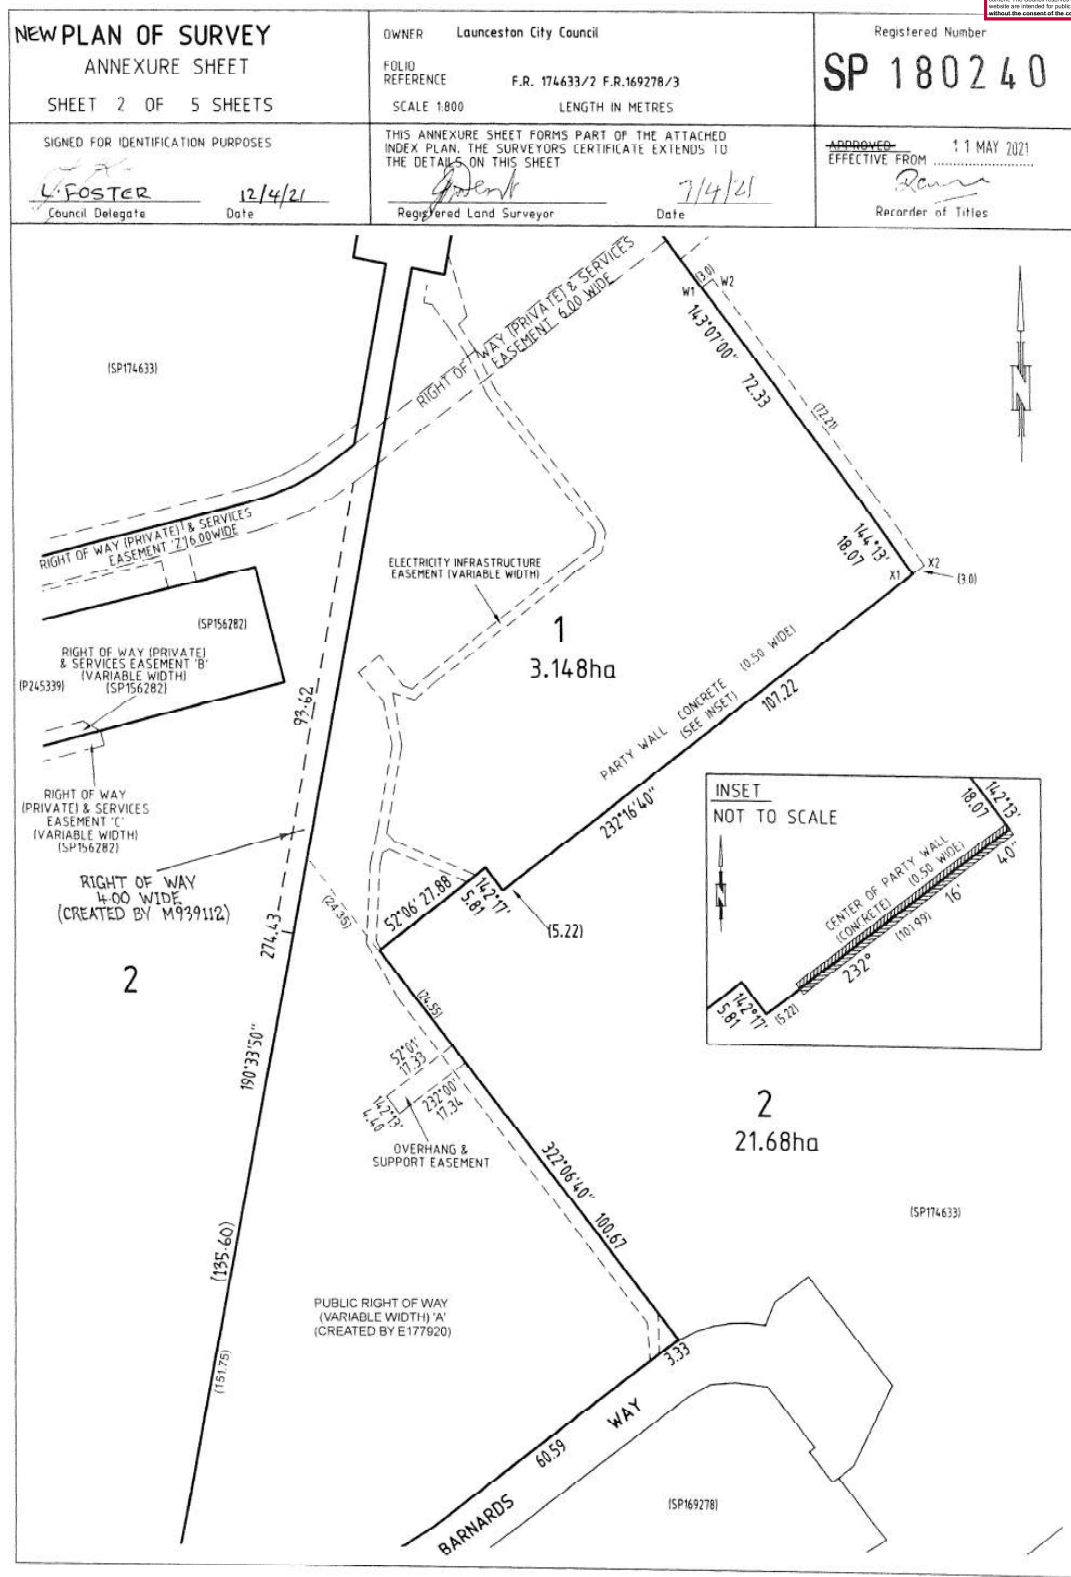 website are intended for public
without the consent of the co
NEW PLAN OF SURVEY
ANNEXURE SHEET
SHEET 2 OF 5 SHEETS
OWNER Launceston City Council
FOLIO
REFERENCE F.R. 174633/2 F.R.169278/3
SCALE 1:800 LENGTH IN METRES
Registered Number
SP 180240
SIGNED FOR IDENTIFICATION PURPOSES
L. FOSTER 12/4/21
Council Delegate Date
THIS ANNEXURE SHEET FORMS PART OF THE ATTACHED
INDEX PLAN. THE SURVEYORS CERTIFICATE EXTENDS TO
THE DETAILS ON THIS SHEET
7/4/21
Registered Land Surveyor Date
APPROVED
EFFECTIVE FROM 11 MAY 2021
Recorder of Titles
RIGHT OF WAY (PRIVATE) & SERVICES
EASEMENT 6.00 WIDE
(3.0)
W1 W2
143°07'00"
72.33
(72.21)
(SP174633)
N
144°13'
18.07
X1 X2
(3.0)
RIGHT OF WAY (PRIVATE) & SERVICES
EASEMENT 'Z' 6.00WIDE
ELECTRICITY INFRASTRUCTURE
EASEMENT (VARIABLE WIDTH)
1
3.148ha
(SP156282)
RIGHT OF WAY (PRIVATE)
& SERVICES EASEMENT 'B'
(VARIABLE WIDTH)
(SP156282)
(P245339)
93.62
PARTY WALL CONCRETE (0.50 WIDE)
(SEE INSET)
107.22
232°16'40"
RIGHT OF WAY
(PRIVATE) & SERVICES
EASEMENT 'C'
(VARIABLE WIDTH)
(SP156282)
RIGHT OF WAY
4.00 WIDE
(CREATED BY M939112)
INSET
NOT TO SCALE
N
142°13'
18.07
40"
CENTER OF PARTY WALL
(CONCRETE) (0.50 WIDE)
(101.99)
232° 16'
142°17'
5.81
(5.22)
52°06' 27.88
142°17'
5.81
(5.22)
(24.35)
274.43
2
(24.55)
190°33'50"
52°01'
17.33
232°00'
17.34
142°13'
4.40
OVERHANG &
SUPPORT EASEMENT
2
21.68ha
322°06'40"
100.67
(SP174633)
(135.60)
PUBLIC RIGHT OF WAY
(VARIABLE WIDTH) 'A'
(CREATED BY E177920)
(151.75)
3.33
60.59
BARNARDS WAY
(SP169278)